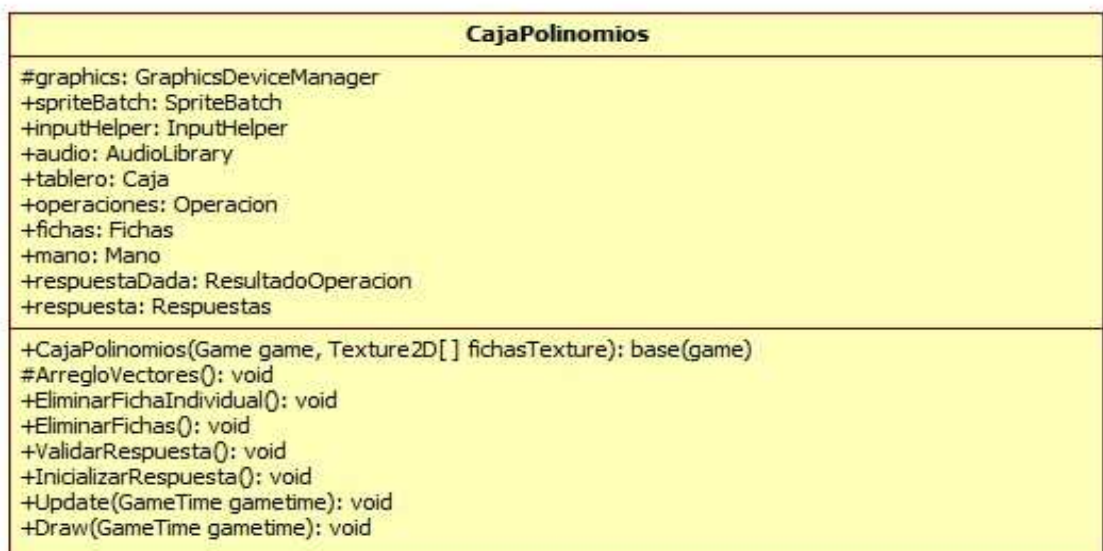 CajaPolinomios
#graphics: GraphicsDeviceManager
+spriteBatch: SpriteBatch
+inputHelper: InputHelper
+audio: AudioLibrary
+tablero: Caja
+operaciones: Operacion
+fichas: Fichas
+mano: Mano
+respuestaDada: ResultadoOperacion
+respuesta: Respuestas
+CajaPolinomios(Game game, Texture2D[] fichasTexture): base(game)
#ArregloVectores(): void
+EliminarFichaIndividual(): void
+EliminarFichas(): void
+ValidarRespuesta(): void
+InicializarRespuesta(): void
+Update(GameTime gametime): void
+Draw(GameTime gametime): void